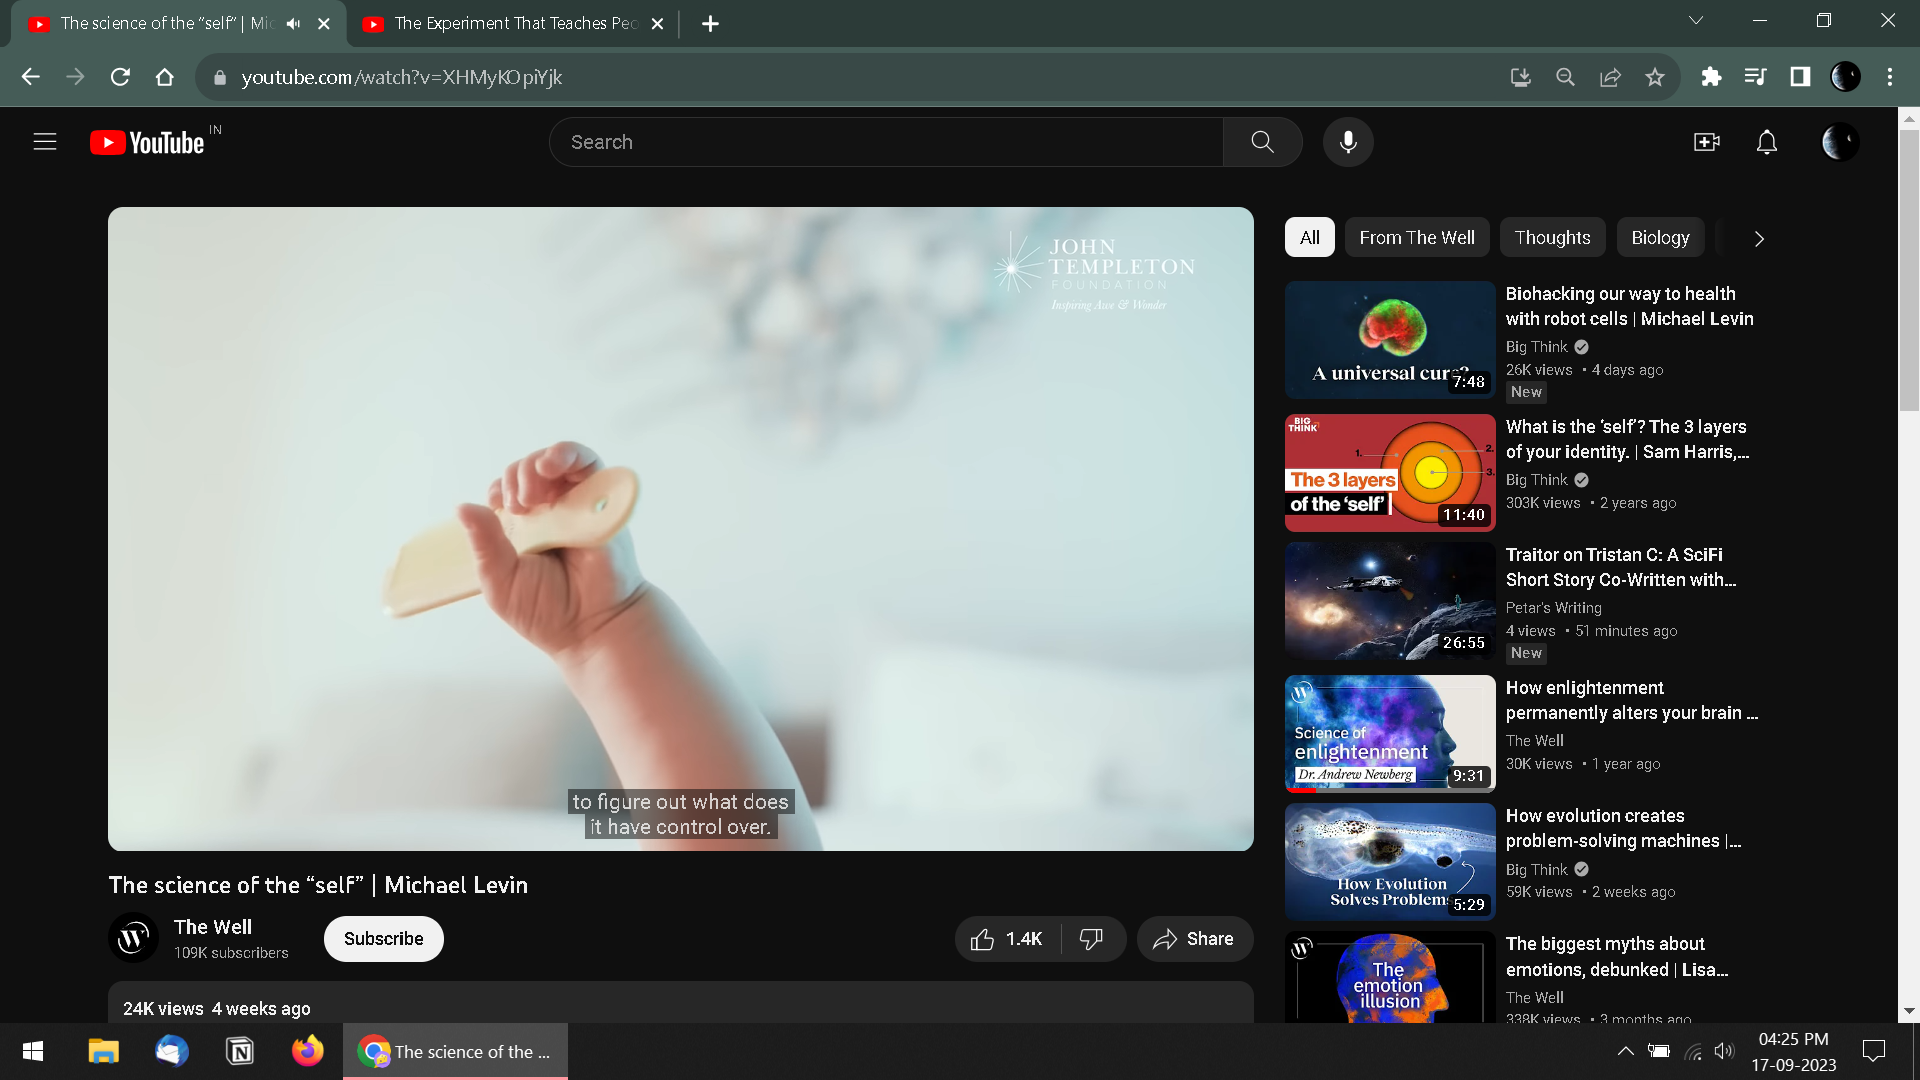 The science of the “self” | Mic
The Experiment That Teaches Peo
youtube.com/watch?v=XHMyKOpiYjk
YouTube IN
Search
JOHN
TEMPLETON
FOUNDATION
Inspiring Awe & Wonder
to figure out what does
it have control over.
The science of the “self” | Michael Levin
The Well
109K subscribers
Subscribe
1.4K
Share
24K views 4 weeks ago
All
From The Well
Thoughts
Biology
A universal cure?
7:48
Biohacking our way to health
with robot cells | Michael Levin
Big Think
26K views • 4 days ago
New
BIG
THINK
1.
2.
3.
The 3 layers
of the ‘self’
11:40
What is the ‘self’? The 3 layers
of your identity. | Sam Harris,...
Big Think
303K views • 2 years ago
26:55
Traitor on Tristan C: A SciFi
Short Story Co-Written with...
Petar's Writing
4 views • 51 minutes ago
New
W
Science of
enlightenment
Dr. Andrew Newberg
9:31
How enlightenment
permanently alters your brain ...
The Well
30K views • 1 year ago
How Evolution
Solves Problems
5:29
How evolution creates
problem-solving machines |...
Big Think
59K views • 2 weeks ago
W
The
emotion
illusion
The biggest myths about
emotions, debunked | Lisa...
The Well
338K views • 3 months ago
The science of the ...
04:25 PM
17-09-2023